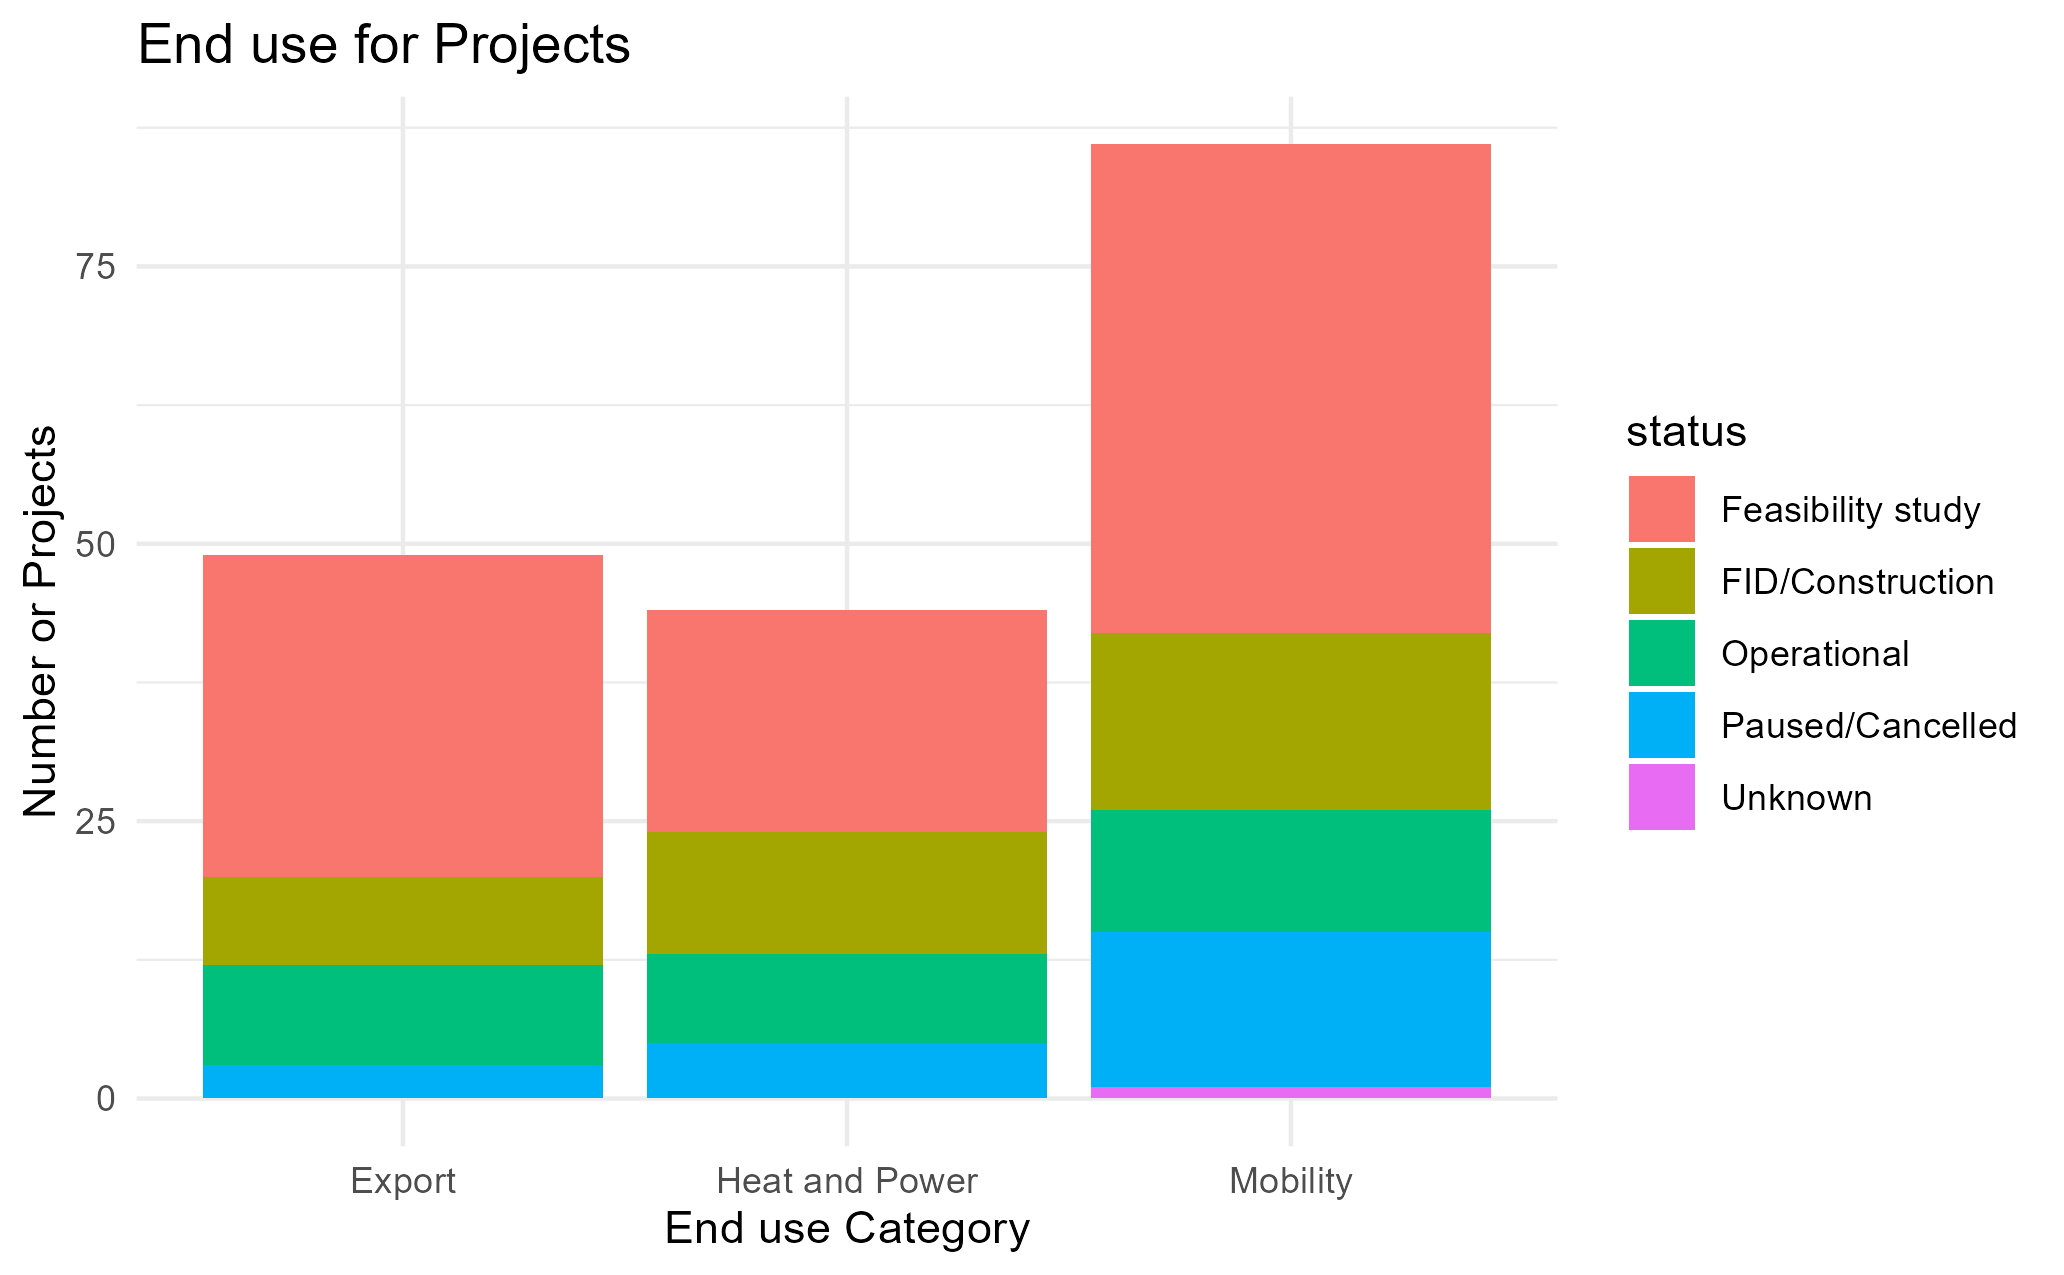 End use for Projects
Number or Projects
75
50
25
0
Export
Heat and Power
Mobility
End use Category
status
Feasibility study
FID/Construction
Operational
Paused/Cancelled
Unknown